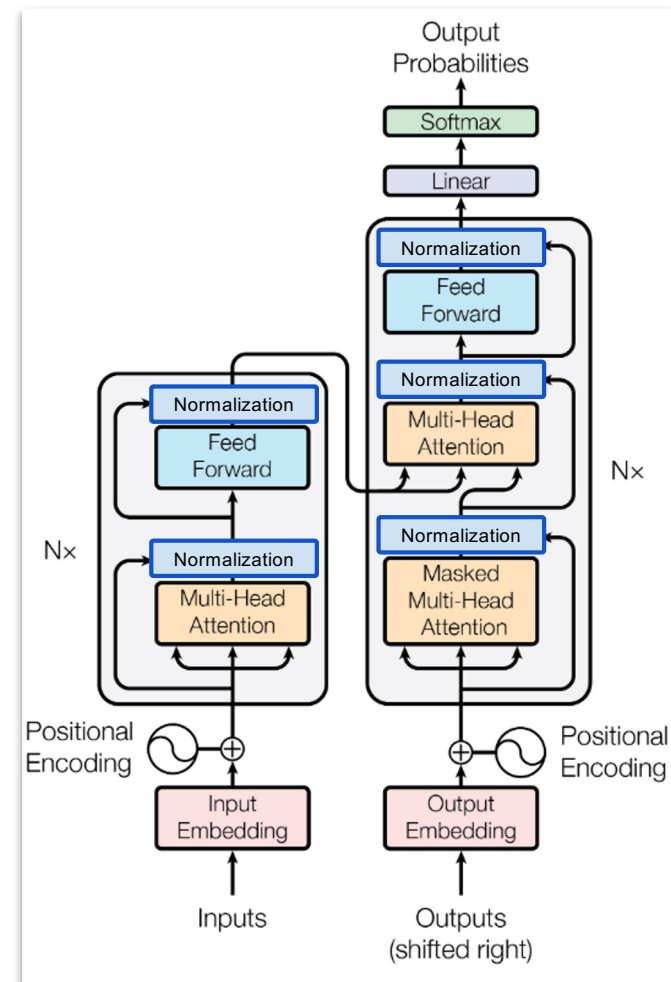 Output
Probabilities
Softmax
Linear
Normalization
Feed
Forward
Normalization
Multi-Head
Attention
Normalization
Masked
Multi-Head
Attention
N×
Positional
Encoding
Output
Embedding
Outputs
(shifted right)
Normalization
Feed
Forward
Normalization
Multi-Head
Attention
N×
Positional
Encoding
Input
Embedding
Inputs